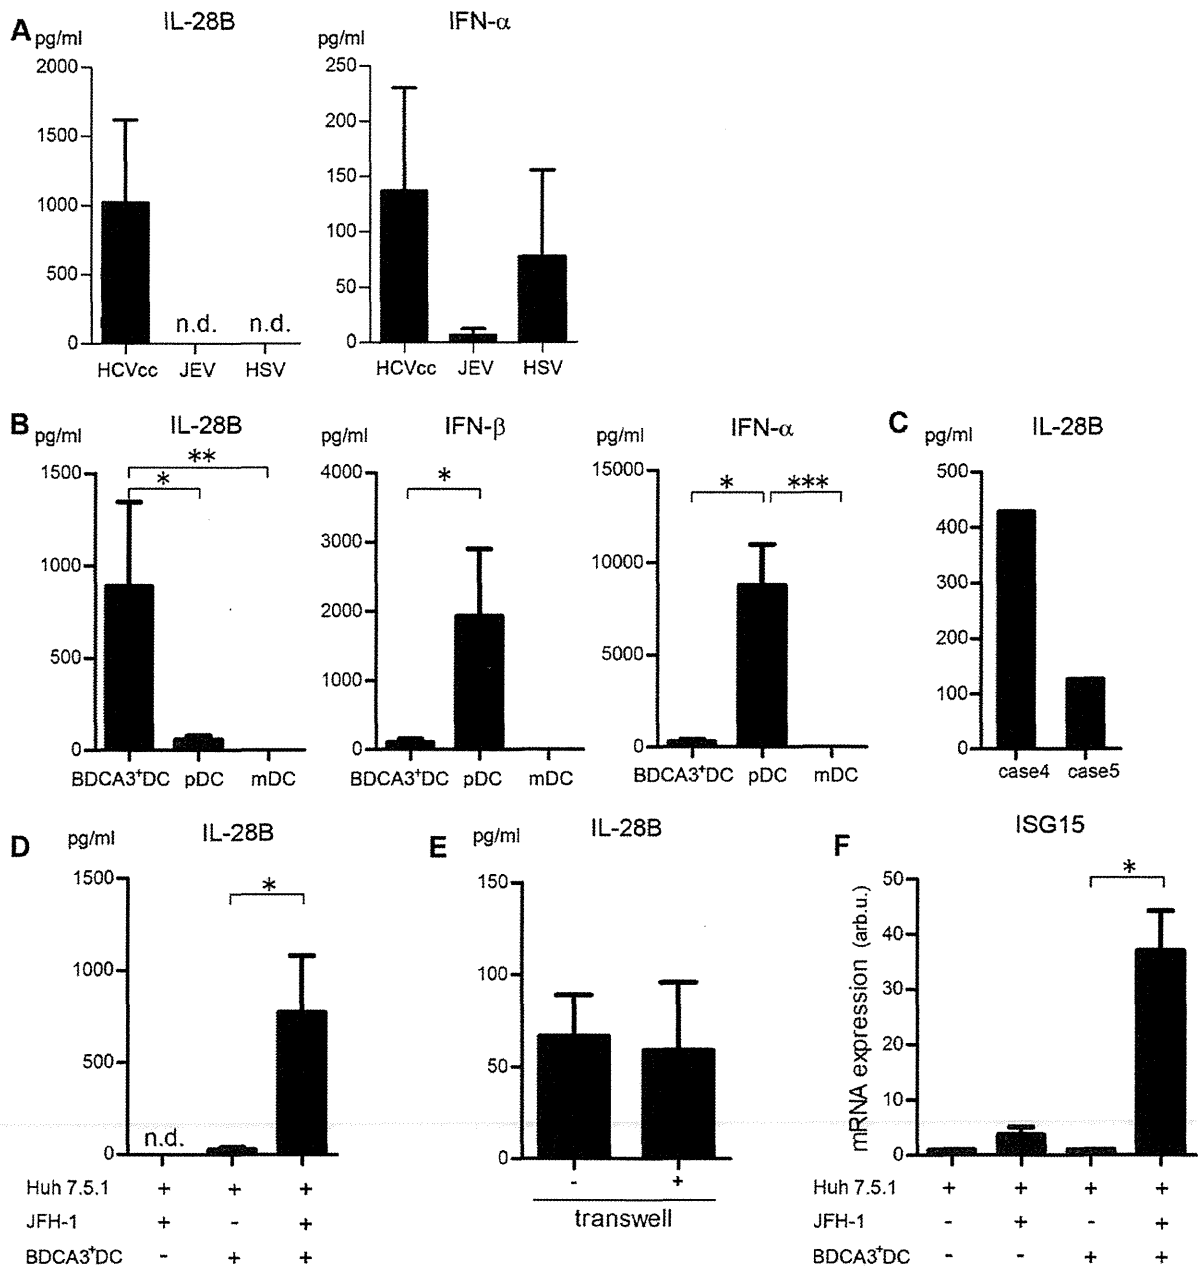 A
IL-28B
pg/ml
2000
1500
1000
500
0
n.d. n.d.
HCVcc JEV HSV
IFN-α
pg/ml
250
200
150
100
50
0
HCVcc JEV HSV
B
IL-28B
pg/ml
1500
1000
500
0
**
*
BDCA3+DC pDC mDC
IFN-β
pg/ml
4000
3000
2000
1000
0
*
BDCA3+DC pDC mDC
IFN-α
pg/ml
15000
10000
5000
0
* ***
BDCA3+DC pDC mDC
C
IL-28B
pg/ml
500
400
300
200
100
0
case4 case5
D
IL-28B
pg/ml
1500
1000
500
0
n.d.
*
Huh 7.5.1 + + +
JFH-1 + - +
BDCA3+DC - + +
E
IL-28B
pg/ml
150
100
50
0
- +
transwell
F
ISG15
mRNA expression (arb.u.)
50
40
30
20
10
0
*
Huh 7.5.1 + + + +
JFH-1 - + - +
BDCA3+DC - - + +